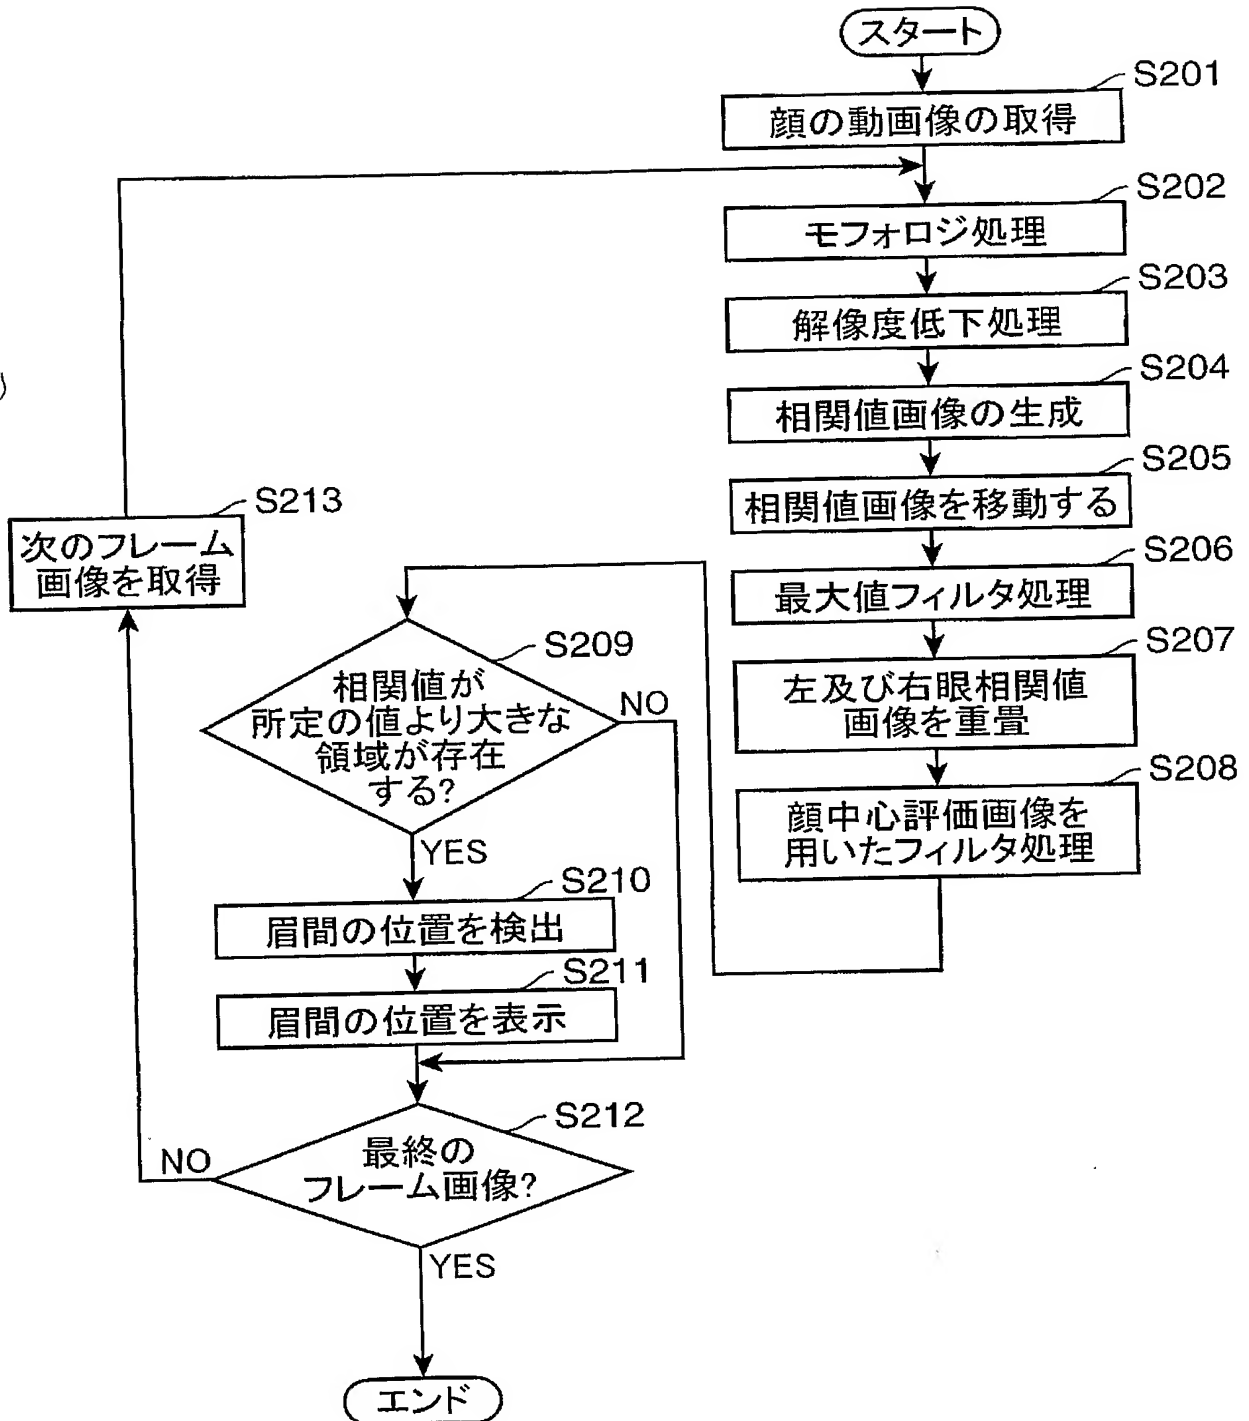 スタート
S201
顔の動画像の取得
S202
モフォロジ処理
S203
解像度低下処理
S204
相関値画像の生成
S205
相関値画像を移動する
S206
最大値フィルタ処理
S207
左及び右眼相関値
画像を重畳
S208
顔中心評価画像を
用いたフィルタ処理
S209
相関値が
所定の値より大きな
領域が存在
する?
NO
YES
S210
眉間の位置を検出
S211
眉間の位置を表示
S212
最終の
フレーム画像?
NO
YES
S213
次のフレーム
画像を取得
エンド